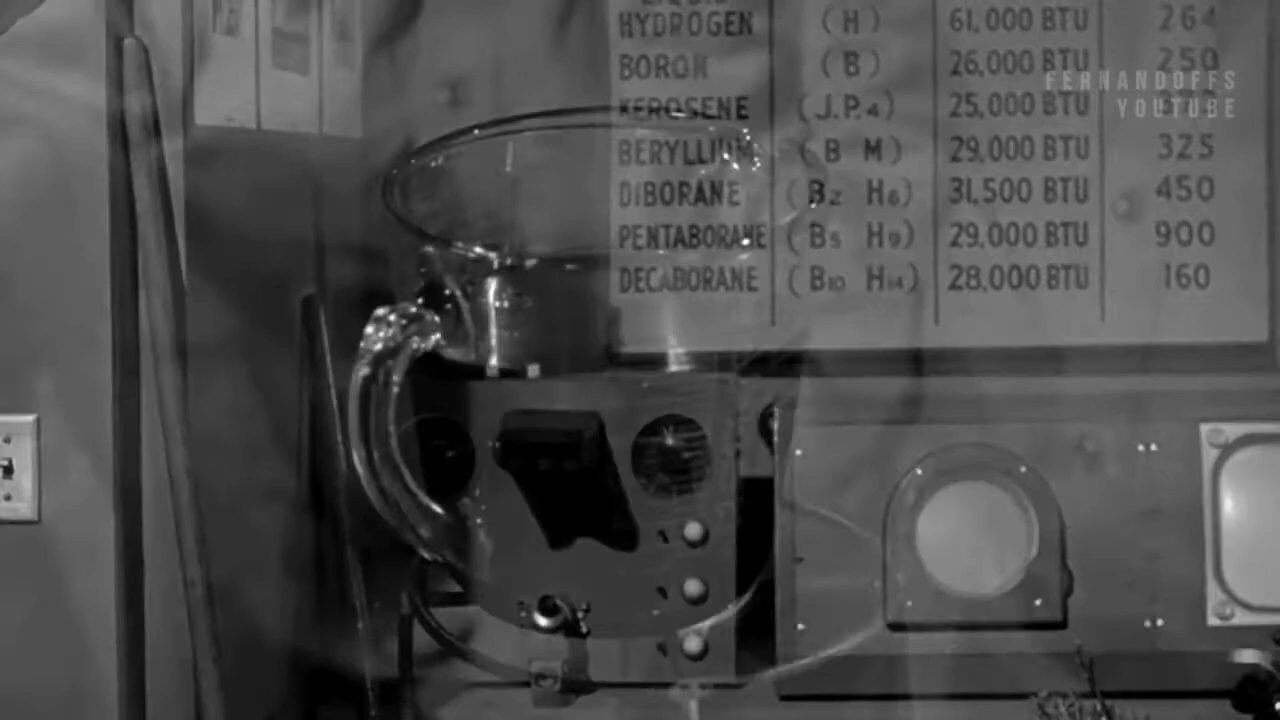 HYDROGEN (H) 61,000 BTU 264
BORON (B) 26,000 BTU 250
FERNANDOFFS
KEROSENE (J.P.4) 25,000 BTU
YOUTUBE
BERYLLIUM (B M) 29,000 BTU 325
DIBORANE (B2 H6) 31,500 BTU 450
PENTABORANE (B5 H9) 29,000 BTU 900
DECABORANE (B10 H14) 28,000 BTU 160